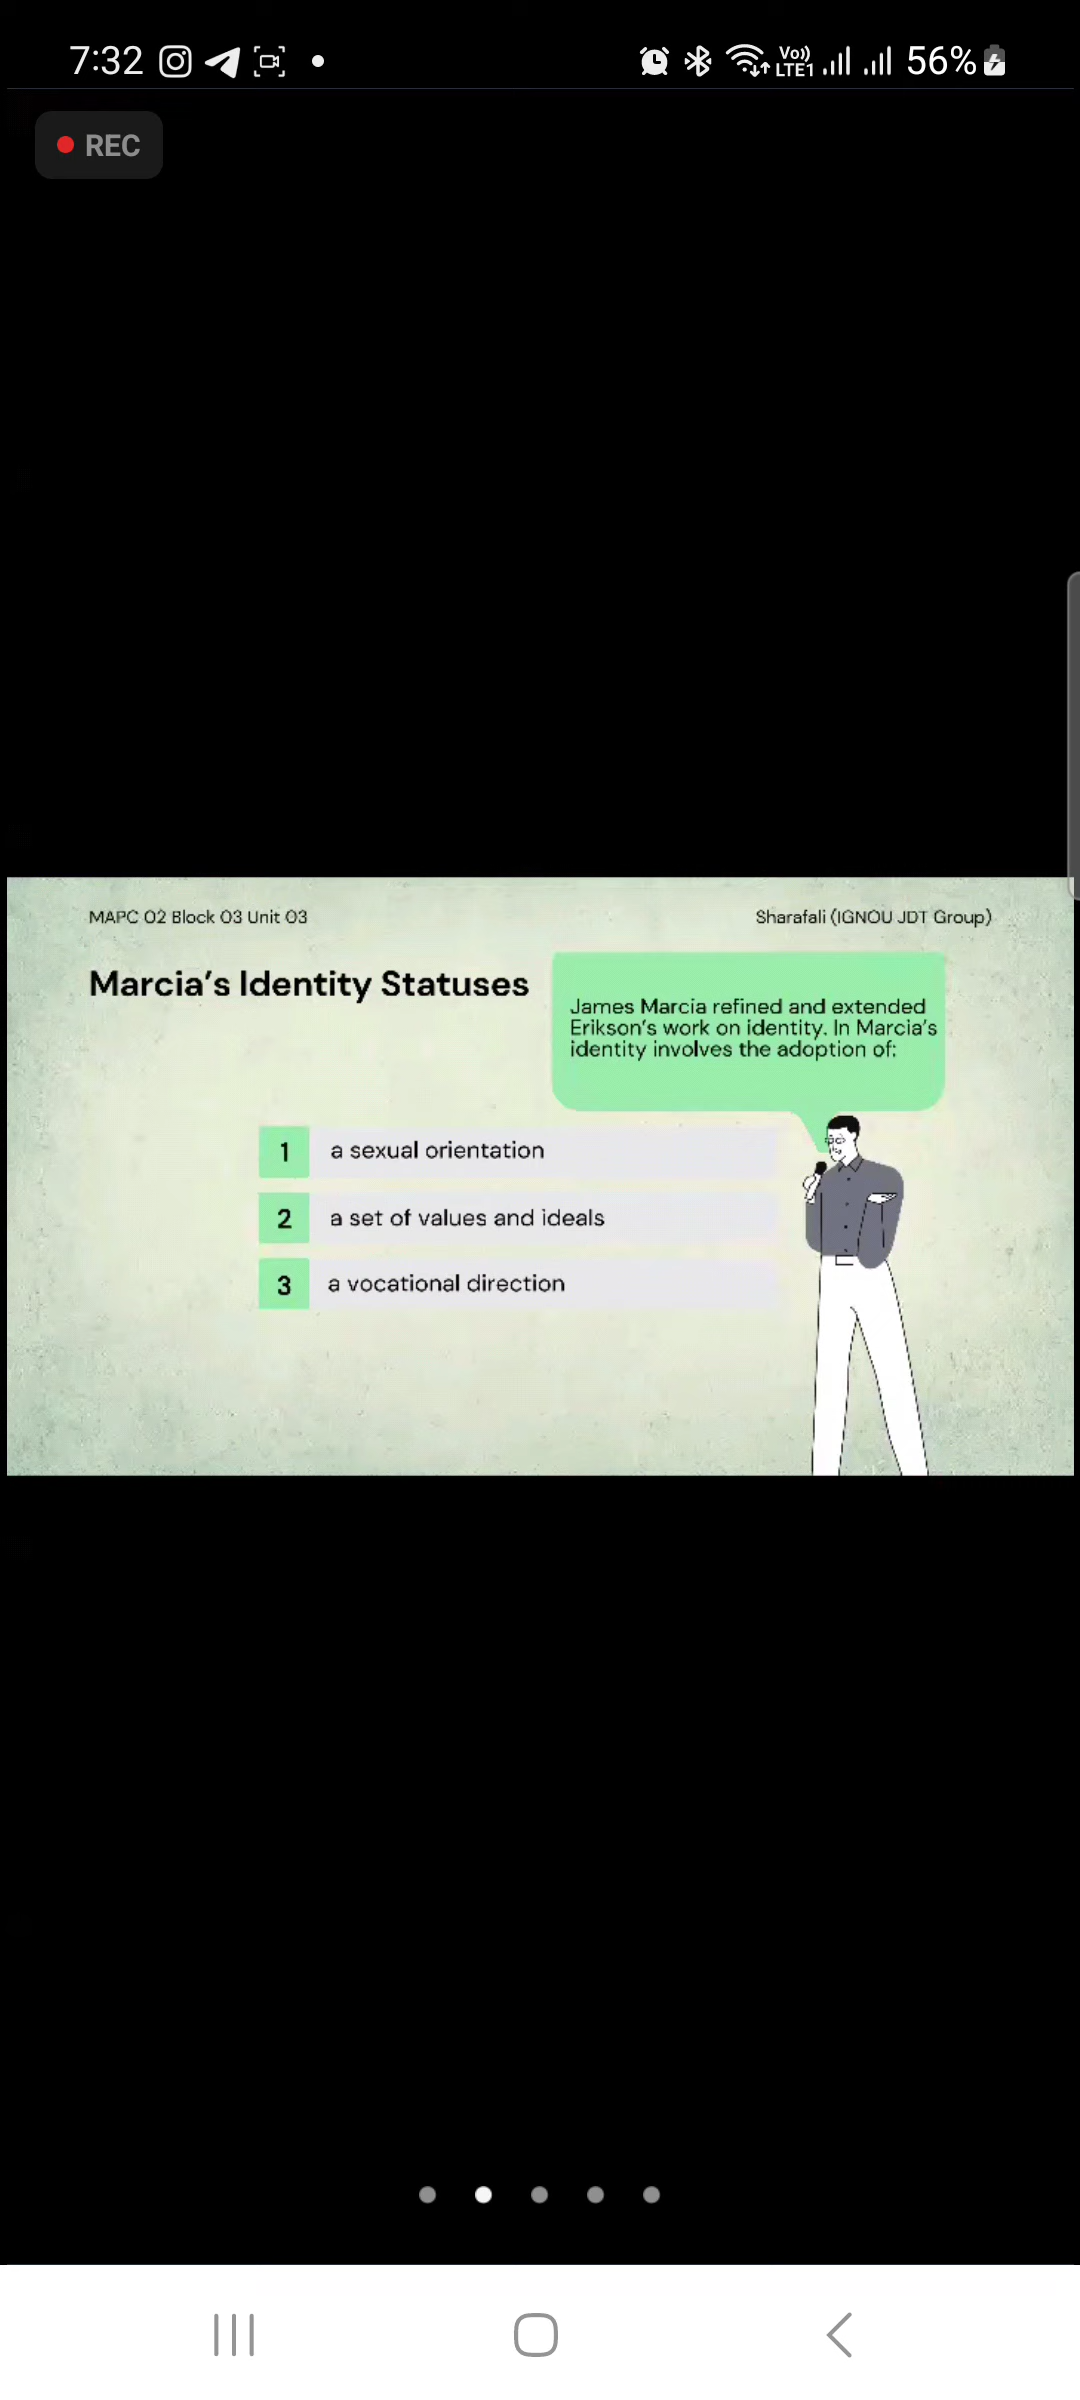 7:32
Vo))
LTE1
56%
REC
MAPC 02 Block 03 Unit 03
Sharafali (IGNOU JDT Group)
Marcia's Identity Statuses
James Marcia refined and extended
Erikson's work on identity. In Marcia's
identity involves the adoption of:
1 a sexual orientation
2 a set of values and ideals
3 a vocational direction